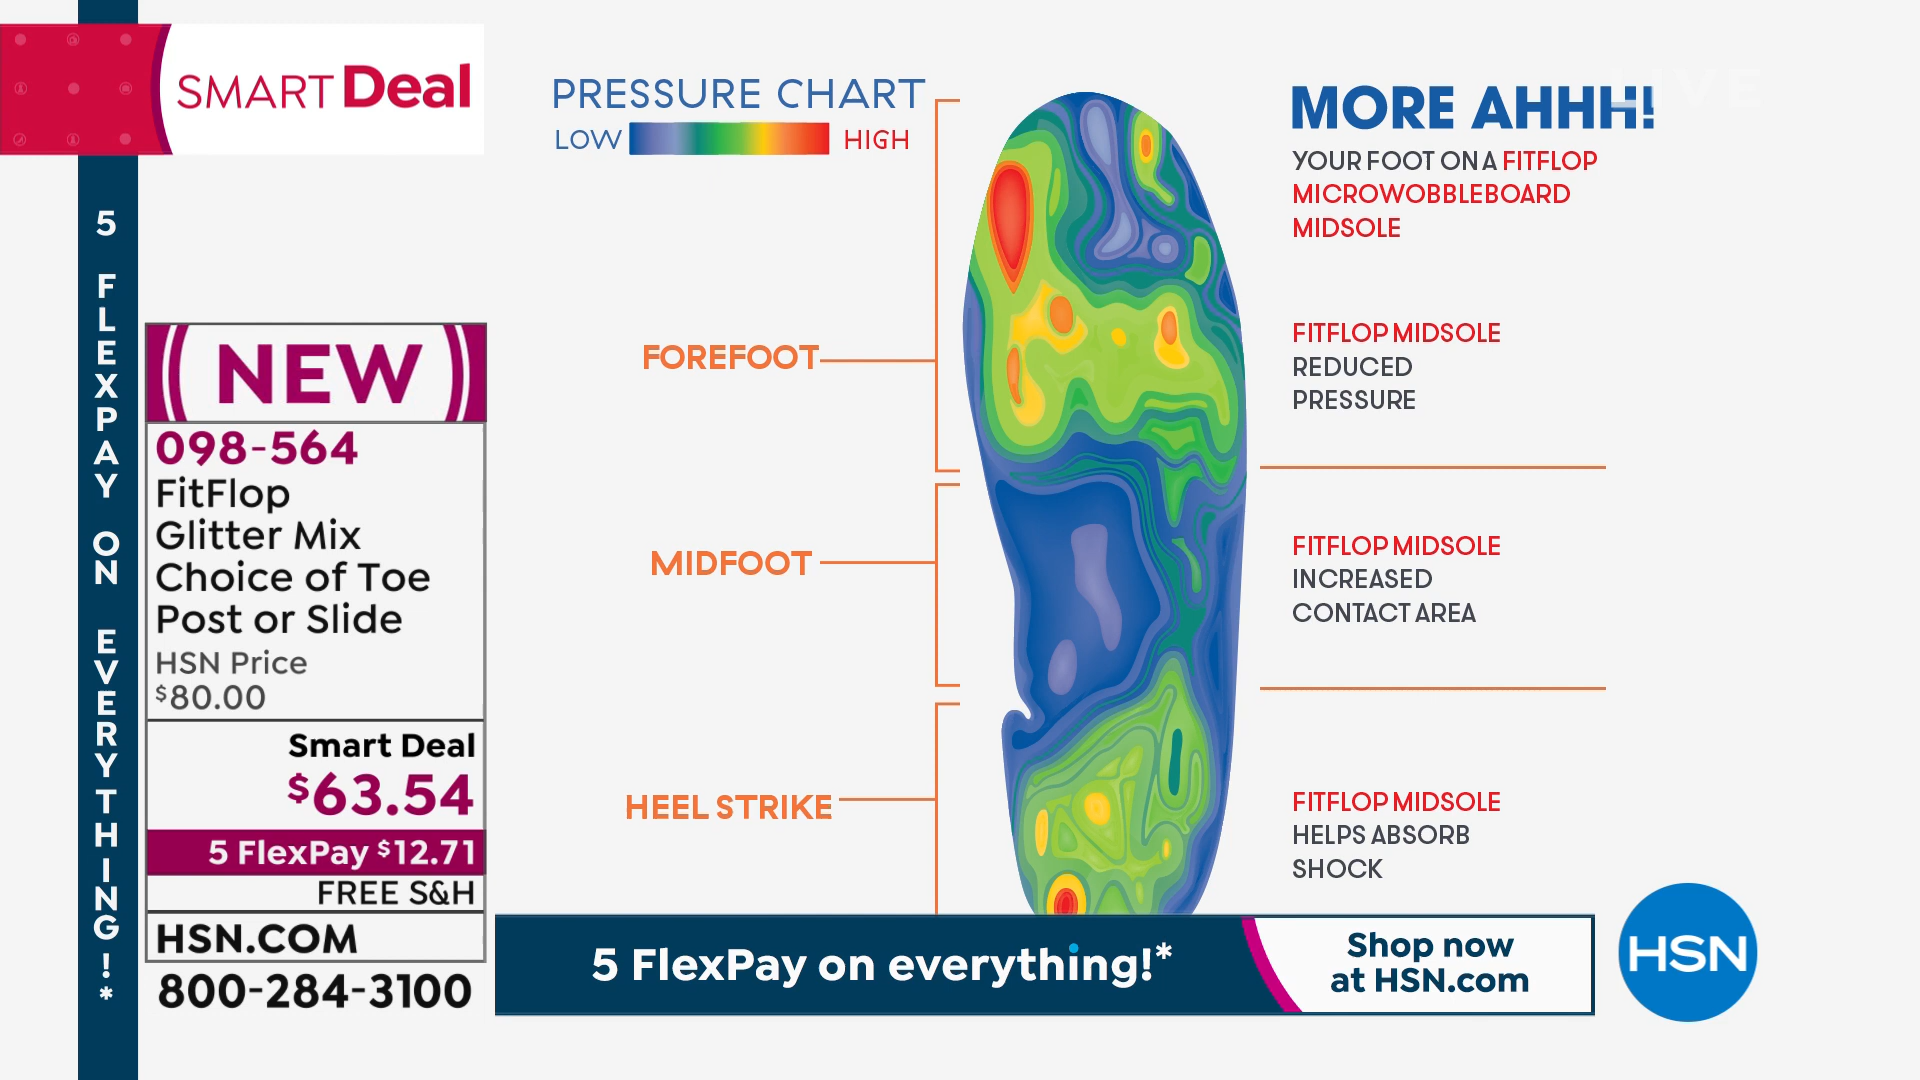 SMART Deal
5 FLEXPAY ON EVERYTHING!*
NEW
098-564
FitFlop
Glitter Mix
Choice of Toe
Post or Slide
HSN Price
$80.00
Smart Deal
$63.54
5 FlexPay $12.71
FREE S&H
HSN.COM
800-284-3100
PRESSURE CHART
LOW HIGH
FOREFOOT
MIDFOOT
HEEL STRIKE
LIVE
MORE AHHH!
YOUR FOOT ON A FITFLOP
MICROWOBBLEBOARD
MIDSOLE
FITFLOP MIDSOLE
REDUCED
PRESSURE
FITFLOP MIDSOLE
INCREASED
CONTACT AREA
FITFLOP MIDSOLE
HELPS ABSORB
SHOCK
5 FlexPay on everything!*
Shop now
at HSN.com
HSN